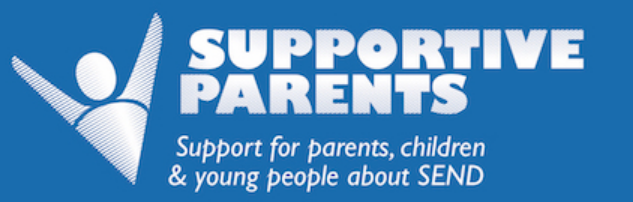 SUPPORTIVE
PARENTS
Support for parents, children
& young people about SEND